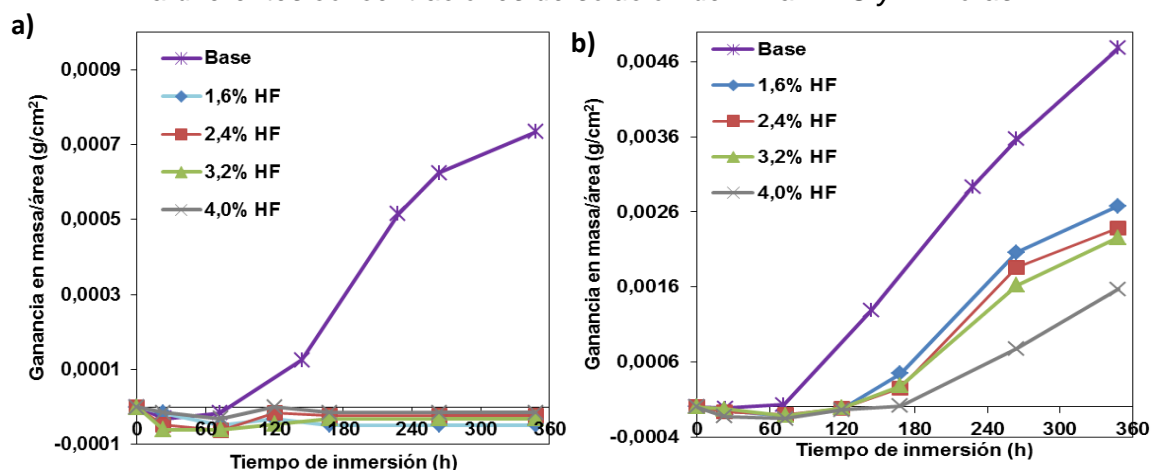 a)
Ganancia en masa/área (g/cm²)
0,0009
0,0007
0,0005
0,0003
0,0001
-0,0001
Base
1,6% HF
2,4% HF
3,2% HF
4,0% HF
0 60 120 180 240 300 360
Tiempo de inmersión (h)
b)
Ganancia en masa/área (g/cm²)
0,0046
0,0036
0,0026
0,0016
0,0006
-0,0004
Base
1,6% HF
2,4% HF
3,2% HF
4,0% HF
0 60 120 180 240 300 360
Tiempo de inmersión (h)